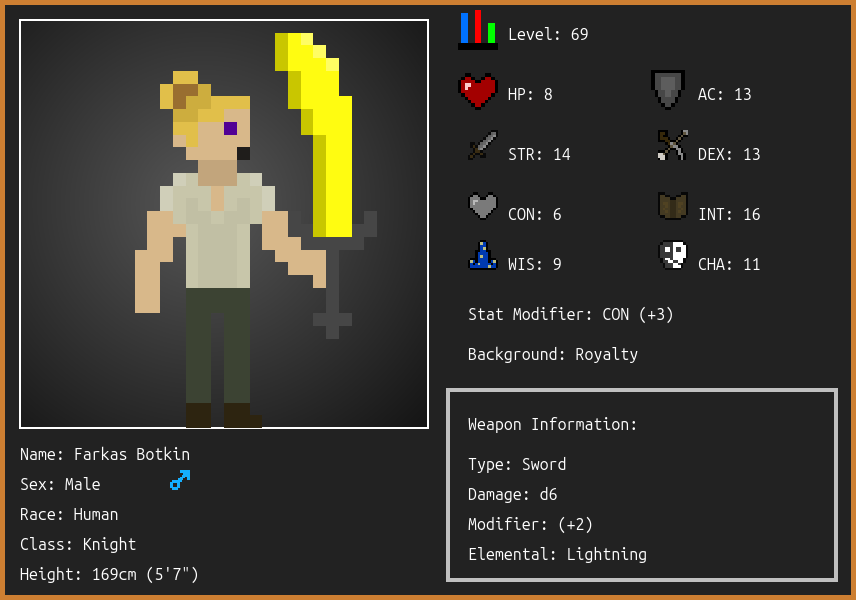 Level: 69
HP: 8
AC: 13
STR: 14
DEX: 13
CON: 6
INT: 16
WIS: 9
CHA: 11
Stat Modifier: CON (+3)
Background: Royalty
Weapon Information:
Type: Sword
Damage: d6
Modifier: (+2)
Elemental: Lightning
Name: Farkas Botkin
Sex: Male
Race: Human
Class: Knight
Height: 169cm (5'7")